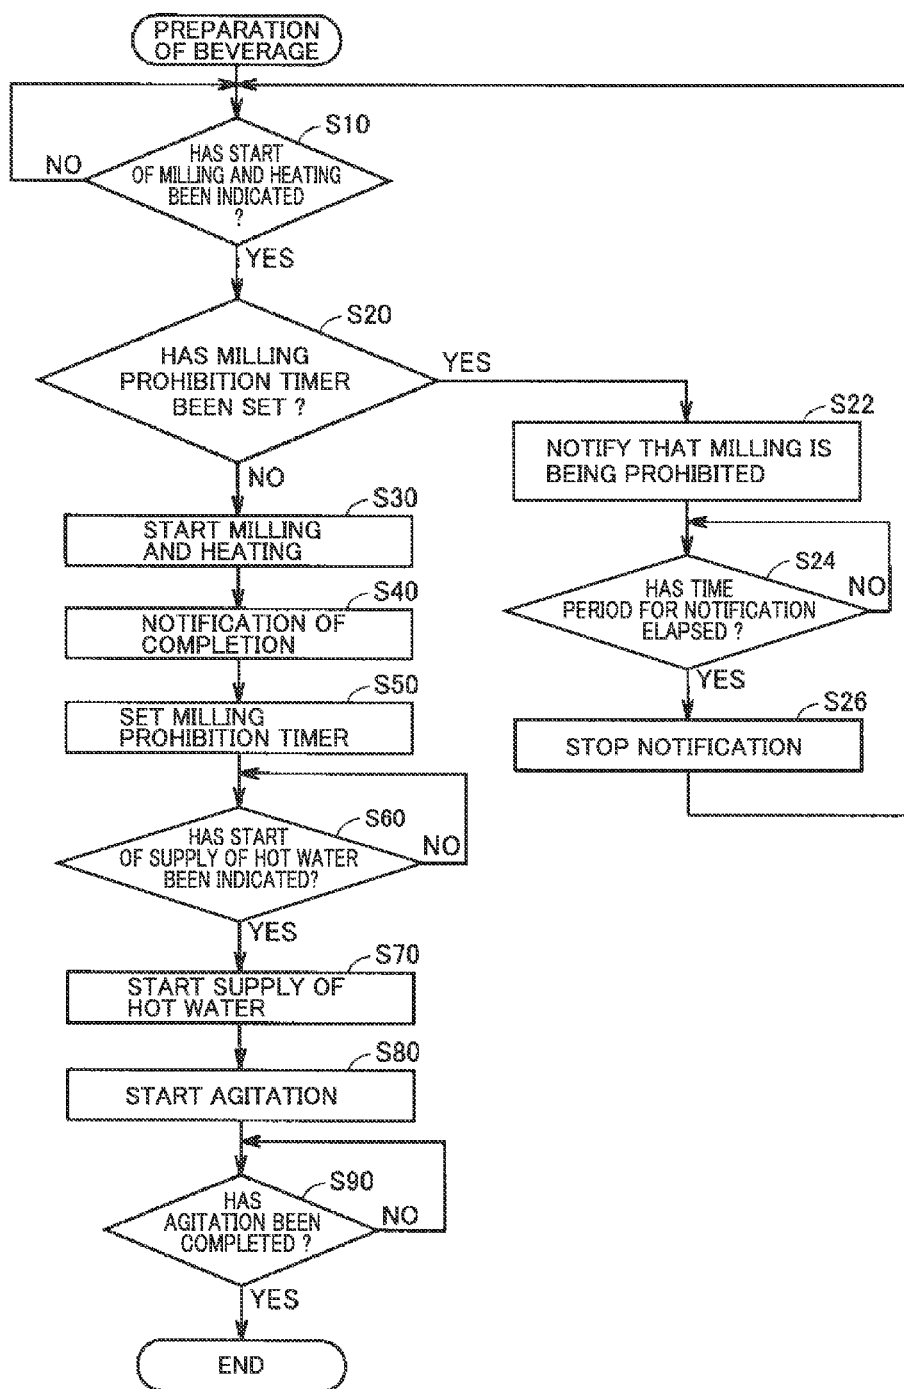 PREPARATION
OF BEVERAGE
S10
HAS START
OF MILLING AND HEATING
BEEN INDICATED
?
NO
YES
S20
HAS MILLING
PROHIBITION TIMER
BEEN SET ?
YES
NO
S22
NOTIFY THAT MILLING IS
BEING PROHIBITED
S24
HAS TIME
PERIOD FOR NOTIFICATION
ELAPSED ?
NO
YES
S26
STOP NOTIFICATION
S30
START MILLING
AND HEATING
S40
NOTIFICATION OF
COMPLETION
S50
SET MILLING
PROHIBITION TIMER
S60
HAS START
OF SUPPLY OF HOT WATER
BEEN INDICATED?
NO
YES
S70
START SUPPLY OF
HOT WATER
S80
START AGITATION
S90
HAS
AGITATION BEEN
COMPLETED ?
NO
YES
END